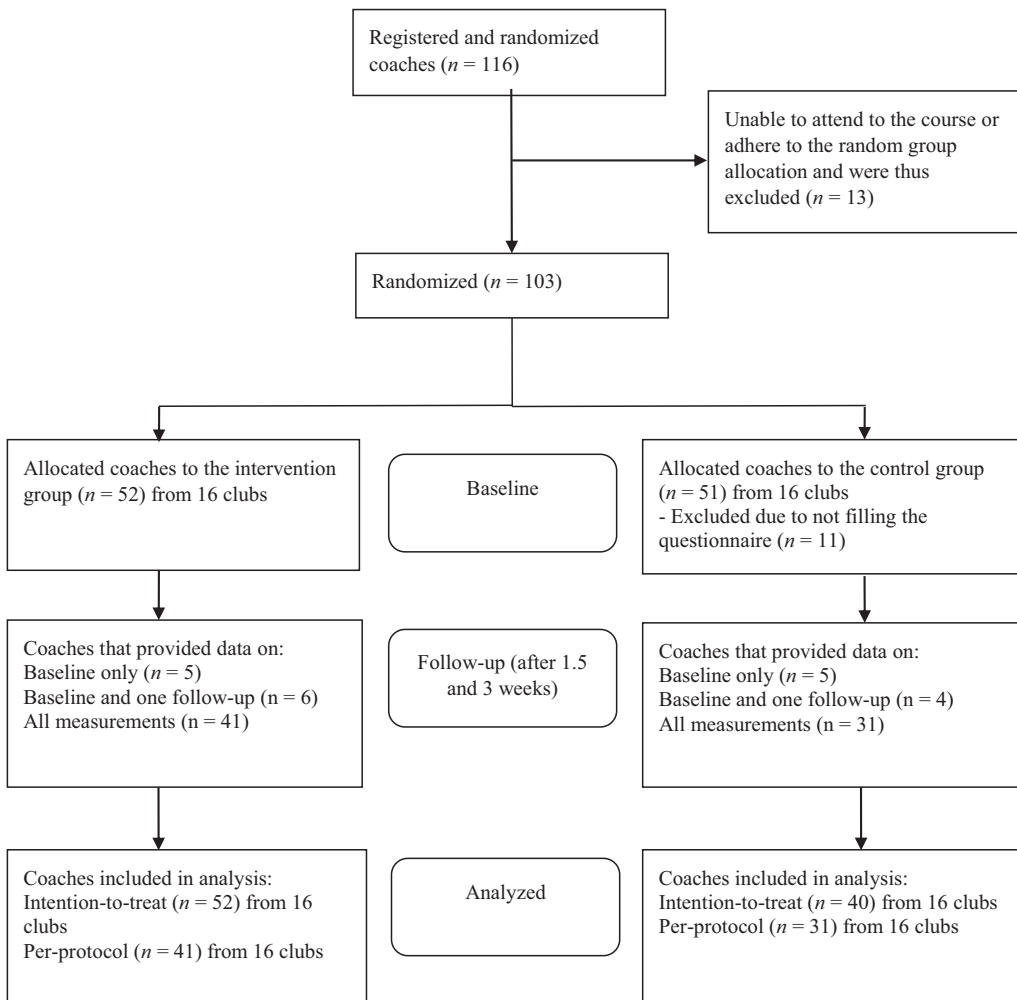 Registered and randomized
coaches (n = 116)
Unable to attend to the course or
adhere to the random group
allocation and were thus
excluded (n = 13)
Randomized (n = 103)
Allocated coaches to the intervention
group (n = 52) from 16 clubs
Baseline
Allocated coaches to the control group
(n = 51) from 16 clubs
- Excluded due to not filling the
questionnaire (n = 11)
Coaches that provided data on:
Baseline only (n = 5)
Baseline and one follow-up (n = 6)
All measurements (n = 41)
Follow-up (after 1.5
and 3 weeks)
Coaches that provided data on:
Baseline only (n = 5)
Baseline and one follow-up (n = 4)
All measurements (n = 31)
Coaches included in analysis:
Intention-to-treat (n = 52) from 16
clubs
Per-protocol (n = 41) from 16 clubs
Analyzed
Coaches included in analysis:
Intention-to-treat (n = 40) from 16 clubs
Per-protocol (n = 31) from 16 clubs